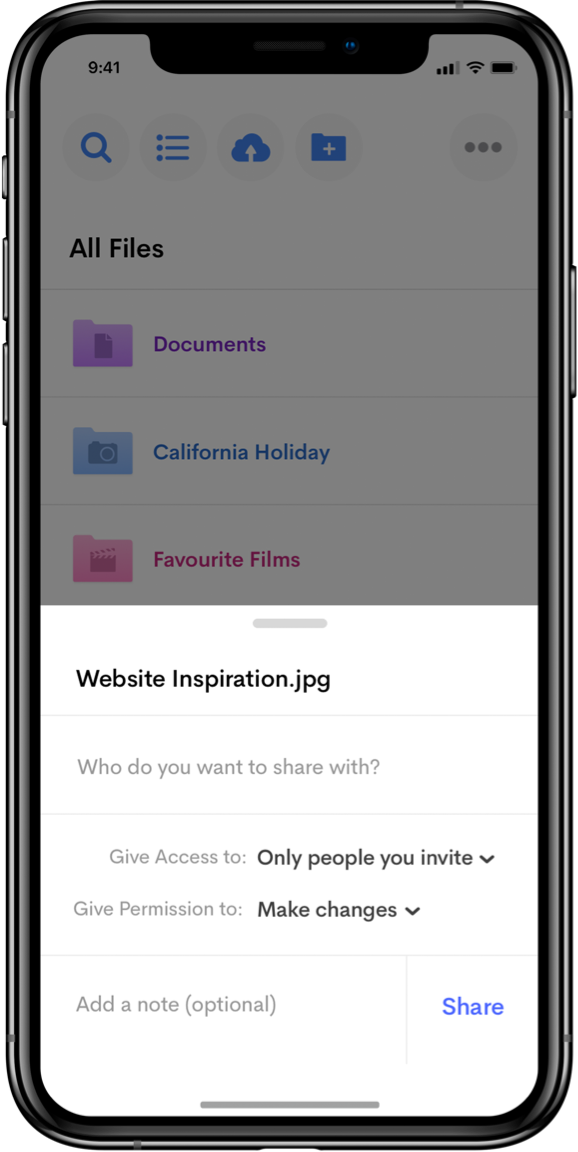 9:41
All Files
Documents
California Holiday
Favourite Films
Website Inspiration.jpg
Who do you want to share with?
Give Access to: Only people you invite
Give Permission to: Make changes
Add a note (optional)
Share